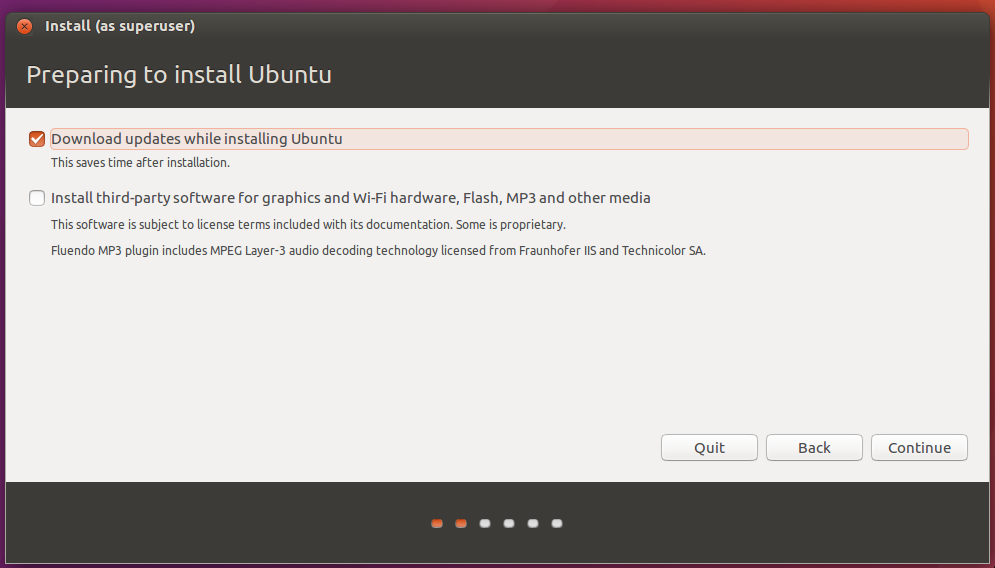 Install (as superuser)
Preparing to install Ubuntu
Download updates while installing Ubuntu
This saves time after installation.
Install third-party software for graphics and Wi-Fi hardware, Flash, MP3 and other media
This software is subject to license terms included with its documentation. Some is proprietary.
Fluendo MP3 plugin includes MPEG Layer-3 audio decoding technology licensed from Fraunhofer IIS and Technicolor SA.
Quit
Back
Continue